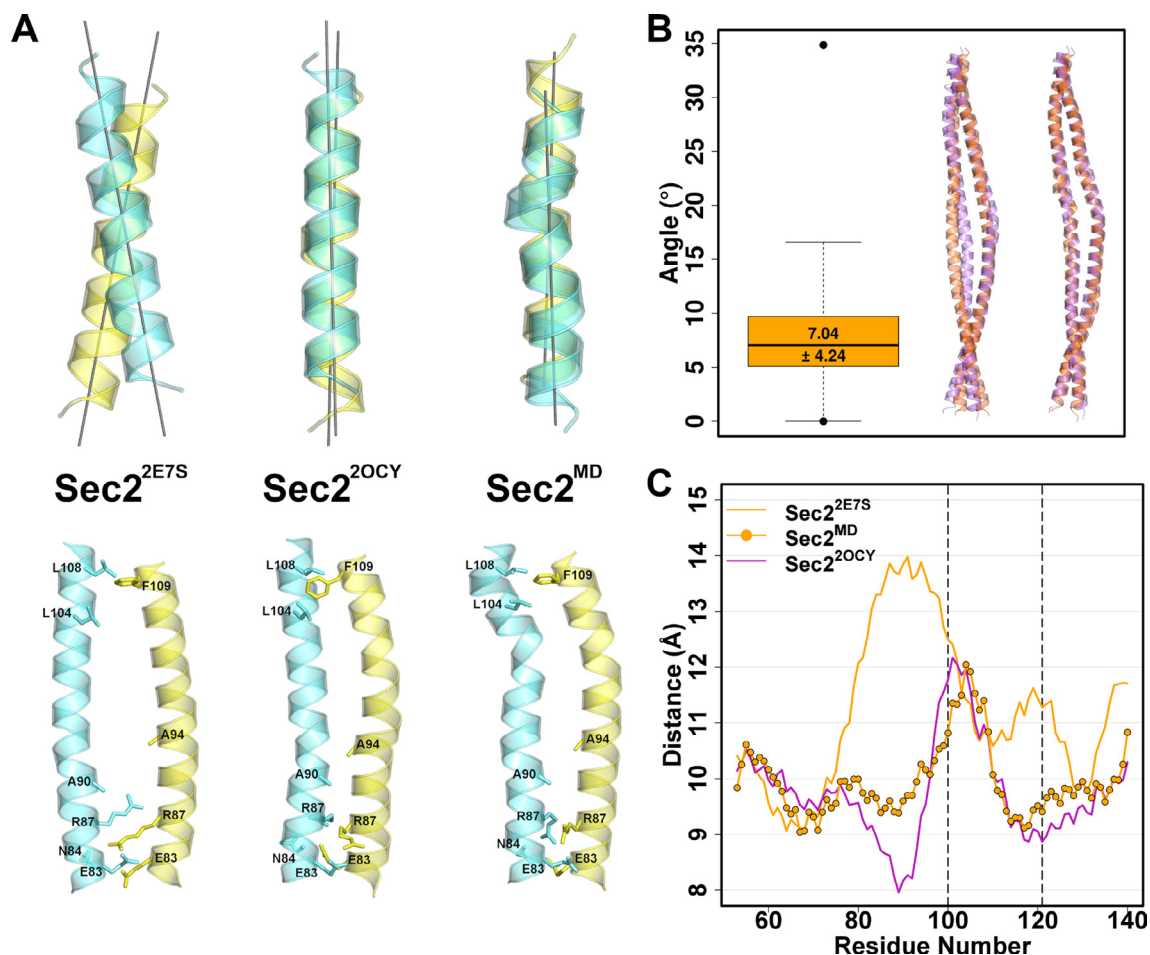 A
B
35
30
25
20
15
10
5
0
Angle (°)
7.04
± 4.24
Sec2^2E7S
Sec2^2OCY
Sec2^MD
L108
F109
L104
A94
A90
R87
R87
N84
E83
E83
L108
F109
L104
A94
A90
R87
R87
N84
E83
E83
L108
F109
L104
A94
A90
R87
R87
N84
E83
E83
C
15
14
13
12
11
10
9
8
Distance (Å)
Sec2^2E7S
Sec2^MD
Sec2^2OCY
60
80
100
120
140
Residue Number